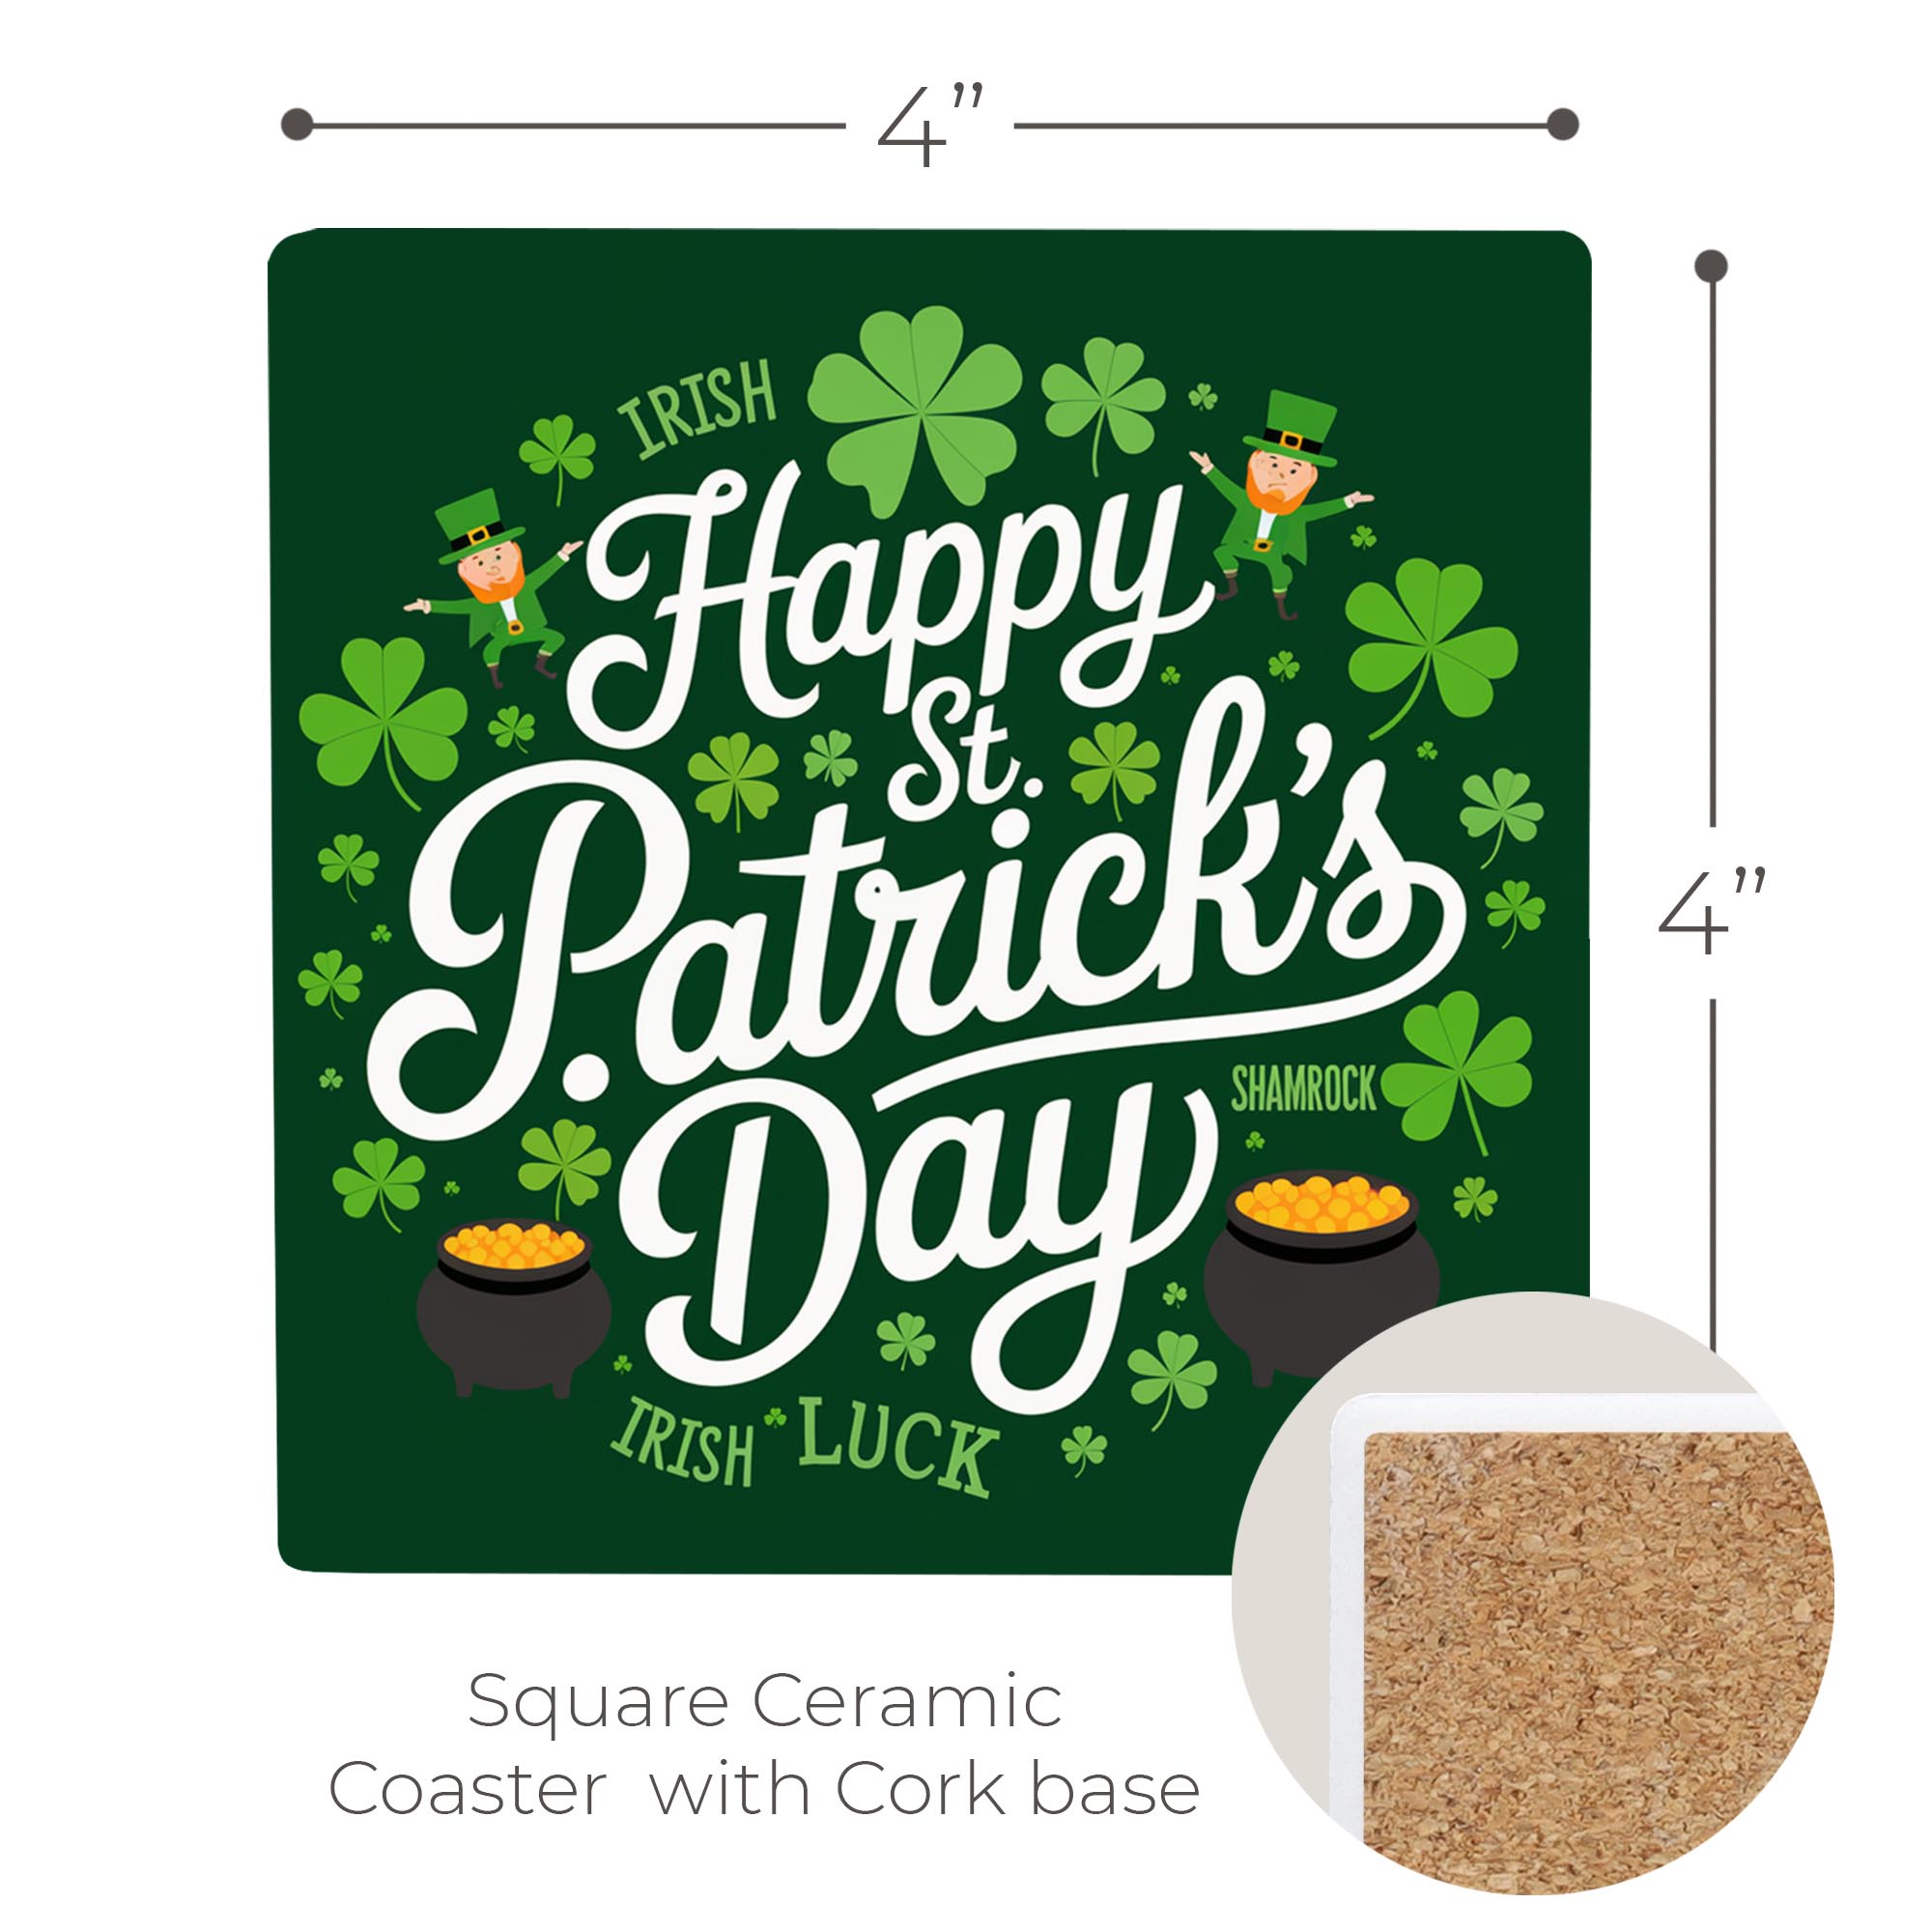 4”
IRISH
Happy
St.
Patrick's
Day
SHAMROCK
IRISH LUCK
4”
Square Ceramic
Coaster with Cork base